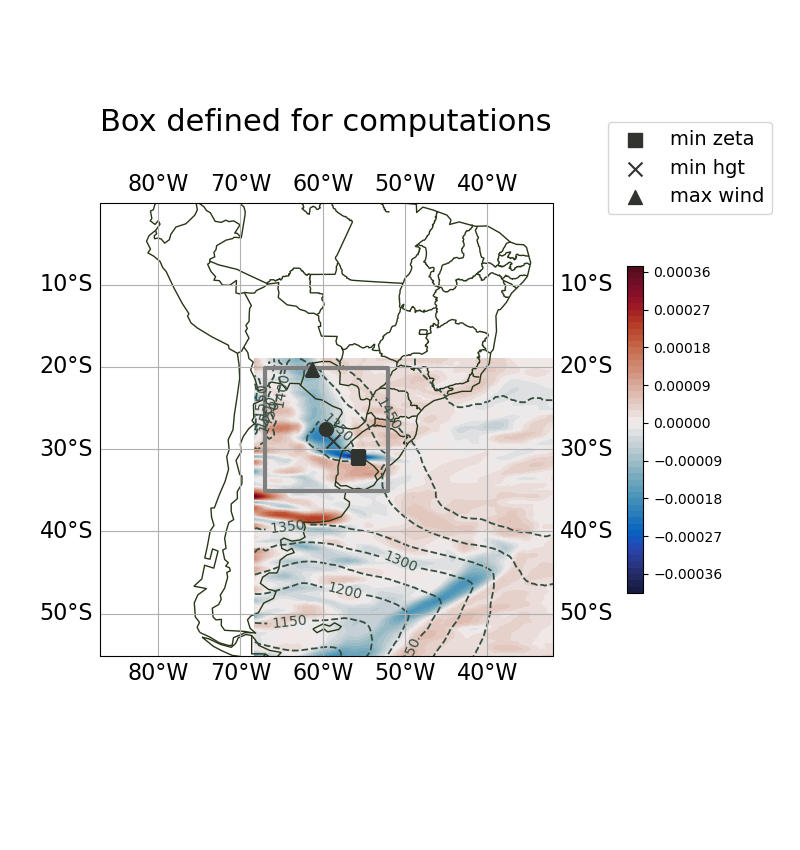 Box defined for computations
min zeta
min hgt
max wind
80°W 70°W 60°W 50°W 40°W
10°S 10°S
20°S 20°S
30°S 30°S
40°S 40°S
50°S 50°S
80°W 70°W 60°W 50°W 40°W
0.00036
0.00027
0.00018
0.00009
0.00000
−0.00009
−0.00018
−0.00027
−0.00036
1400
1450
1350
1300
1200
1150